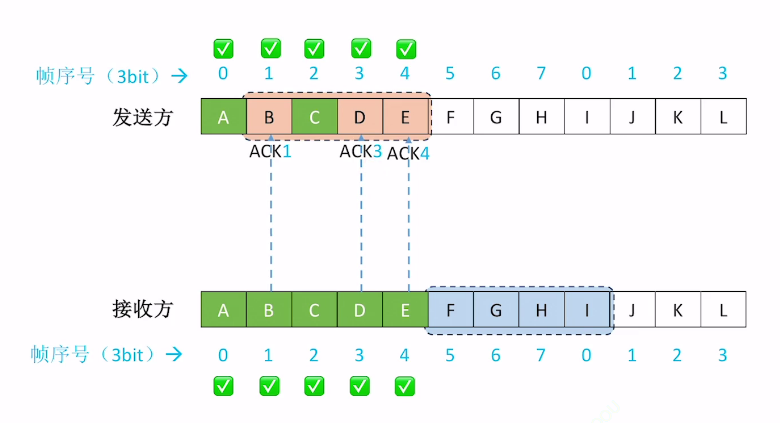 帧序号（3bit）→ 0 1 2 3 4 5 6 7 0 1 2 3
发送方 A B C D E F G H I J K L
ACK1 ACK3 ACK4
接收方 A B C D E F G H I J K L
帧序号（3bit）→ 0 1 2 3 4 5 6 7 0 1 2 3